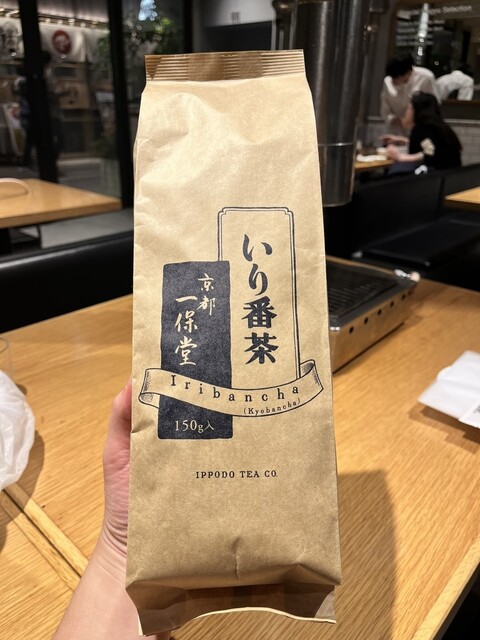 いり番茶
京都
一保堂
Iribancha
(Kyobancha)
150g入
IPPODO TEA CO.
Selection